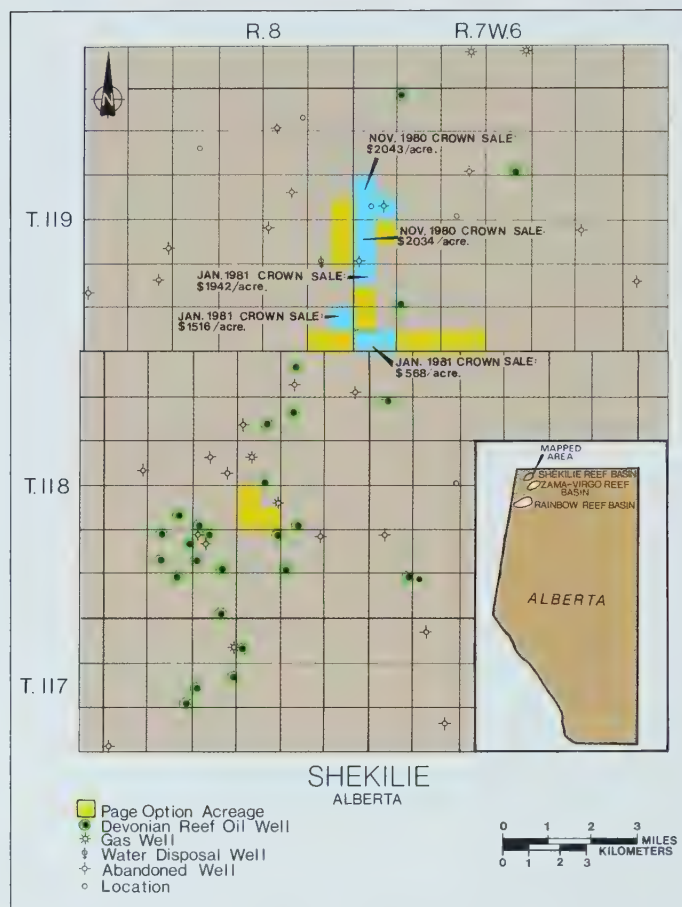 R.8 R.7W.6
N
NOV. 1980 CROWN SALE:
$2043/acre.
T.119
NOV. 1980 CROWN SALE:
$2034/acre.
JAN. 1981 CROWN SALE:
$1942/acre.
JAN. 1981 CROWN SALE:
$1516/acre.
JAN. 1981 CROWN SALE:
$568/acre.
MAPPED
AREA
SHEKILIE REEF BASIN
ZAMA-VIRGO REEF
BASIN
RAINBOW REEF BASIN
T.118
ALBERTA
T.117
SHEKILIE
ALBERTA
Page Option Acreage
Devonian Reef Oil Well
Gas Well
Water Disposal Well
Abandoned Well
Location
0 1 2 3
MILES
KILOMETERS
0 1 2 3